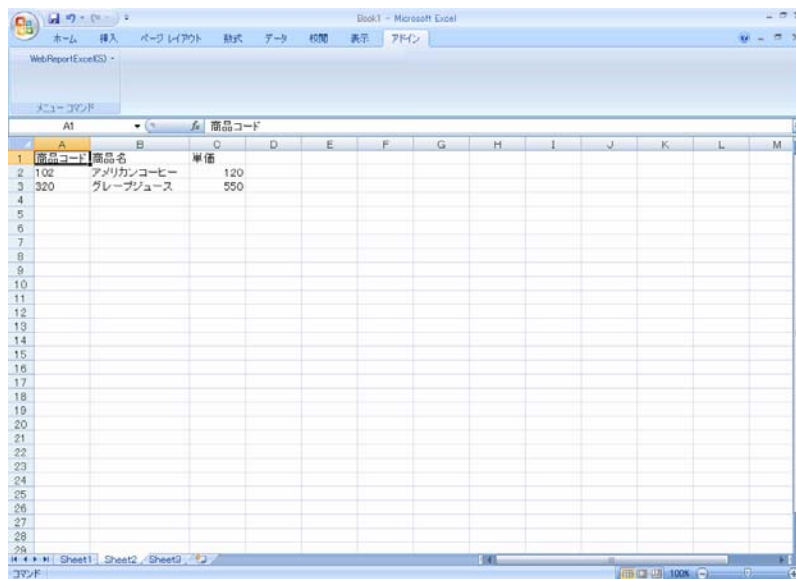 Book1 - Microsoft Excel
ホーム 挿入 ページ レイアウト 数式 データ 校閲 表示 アドイン
WebReportExcel(S)
メニュー コマンド
A1 fx 商品コード
A B C D E F G H I J K L M
1 商品コード 商品名 単価
2 102 アメリカンコーヒー 120
3 320 グレープジュース 550
4
5
6
7
8
9
10
11
12
13
14
15
16
17
18
19
20
21
22
23
24
25
26
27
28
29
Sheet1 Sheet2 Sheet3
コマンド 100%